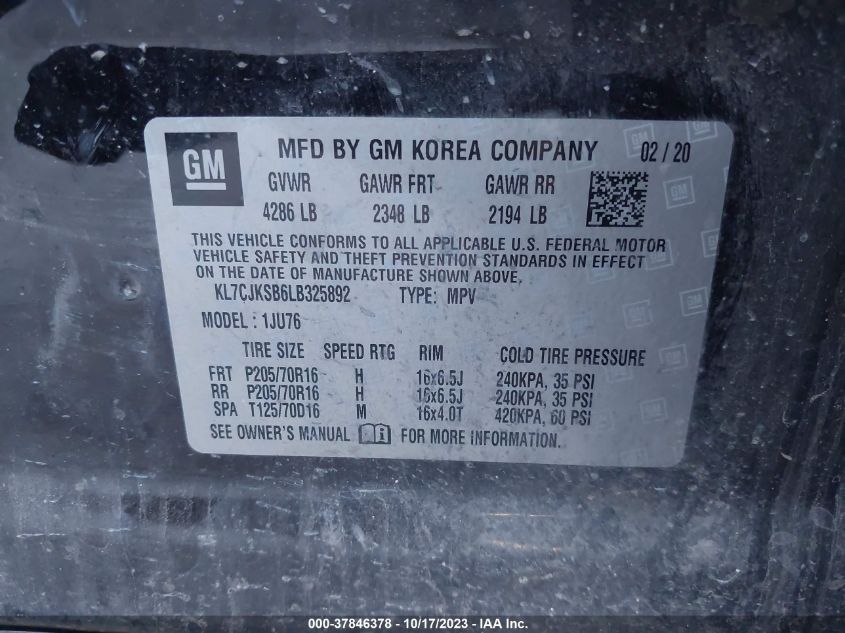 GM MFD BY GM KOREA COMPANY 02 / 20
GVWR GAWR FRT GAWR RR
4286 LB 2348 LB 2194 LB
THIS VEHICLE CONFORMS TO ALL APPLICABLE U.S. FEDERAL MOTOR
VEHICLE SAFETY AND THEFT PREVENTION STANDARDS IN EFFECT
ON THE DATE OF MANUFACTURE SHOWN ABOVE.
KL7CJKSB6LB325892 TYPE: MPV
MODEL : 1JU76
TIRE SIZE SPEED RTG RIM COLD TIRE PRESSURE
FRT P205/70R16 H 16x6.5J 240KPA, 35 PSI
RR P205/70R16 H 16x6.5J 240KPA, 35 PSI
SPA T125/70D16 M 16x4.0T 420KPA, 60 PSI
SEE OWNER'S MANUAL FOR MORE INFORMATION.
000-37846378 - 10/17/2023 - IAA Inc.